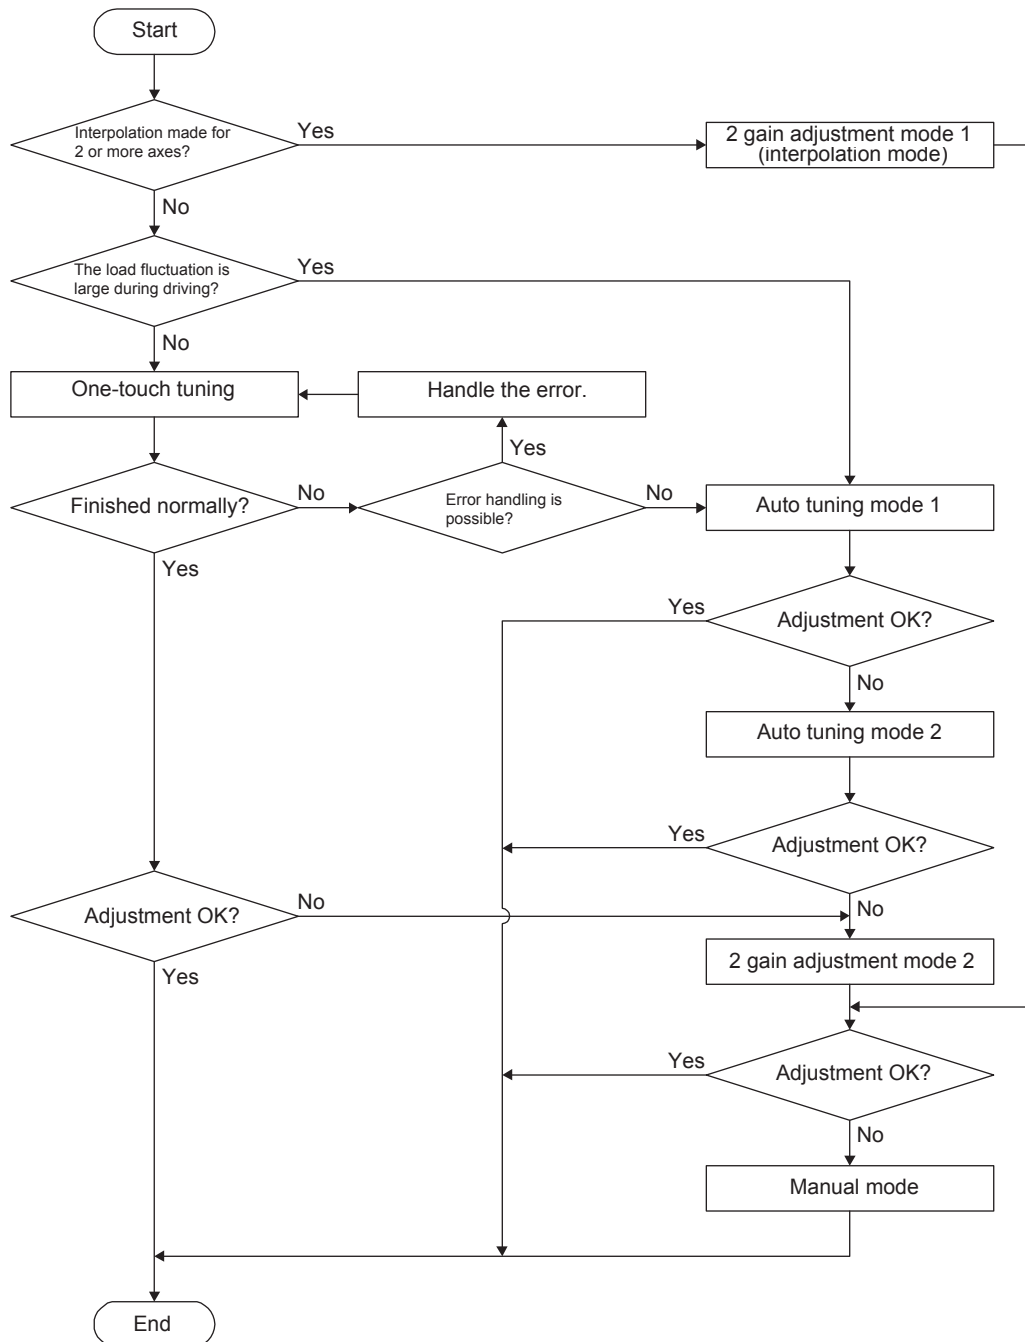 Start
Interpolation made for
2 or more axes?
Yes
2 gain adjustment mode 1
(interpolation mode)
No
The load fluctuation is
large during driving?
Yes
No
One-touch tuning
Handle the error.
Yes
Finished normally?
No
Error handling is
possible?
No
Auto tuning mode 1
Yes
Yes
Adjustment OK?
No
Auto tuning mode 2
Yes
Adjustment OK?
Adjustment OK?
No
No
Yes
2 gain adjustment mode 2
Yes
Adjustment OK?
No
Manual mode
End